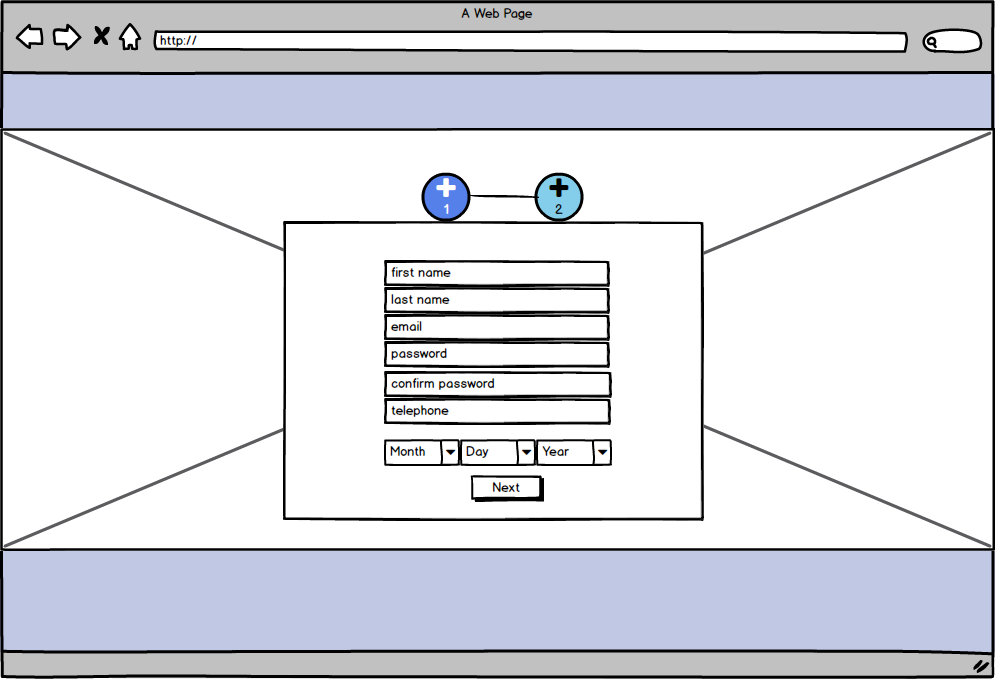 A Web Page
http://
1 2
first name
last name
email
password
confirm password
telephone
Month Day Year
Next